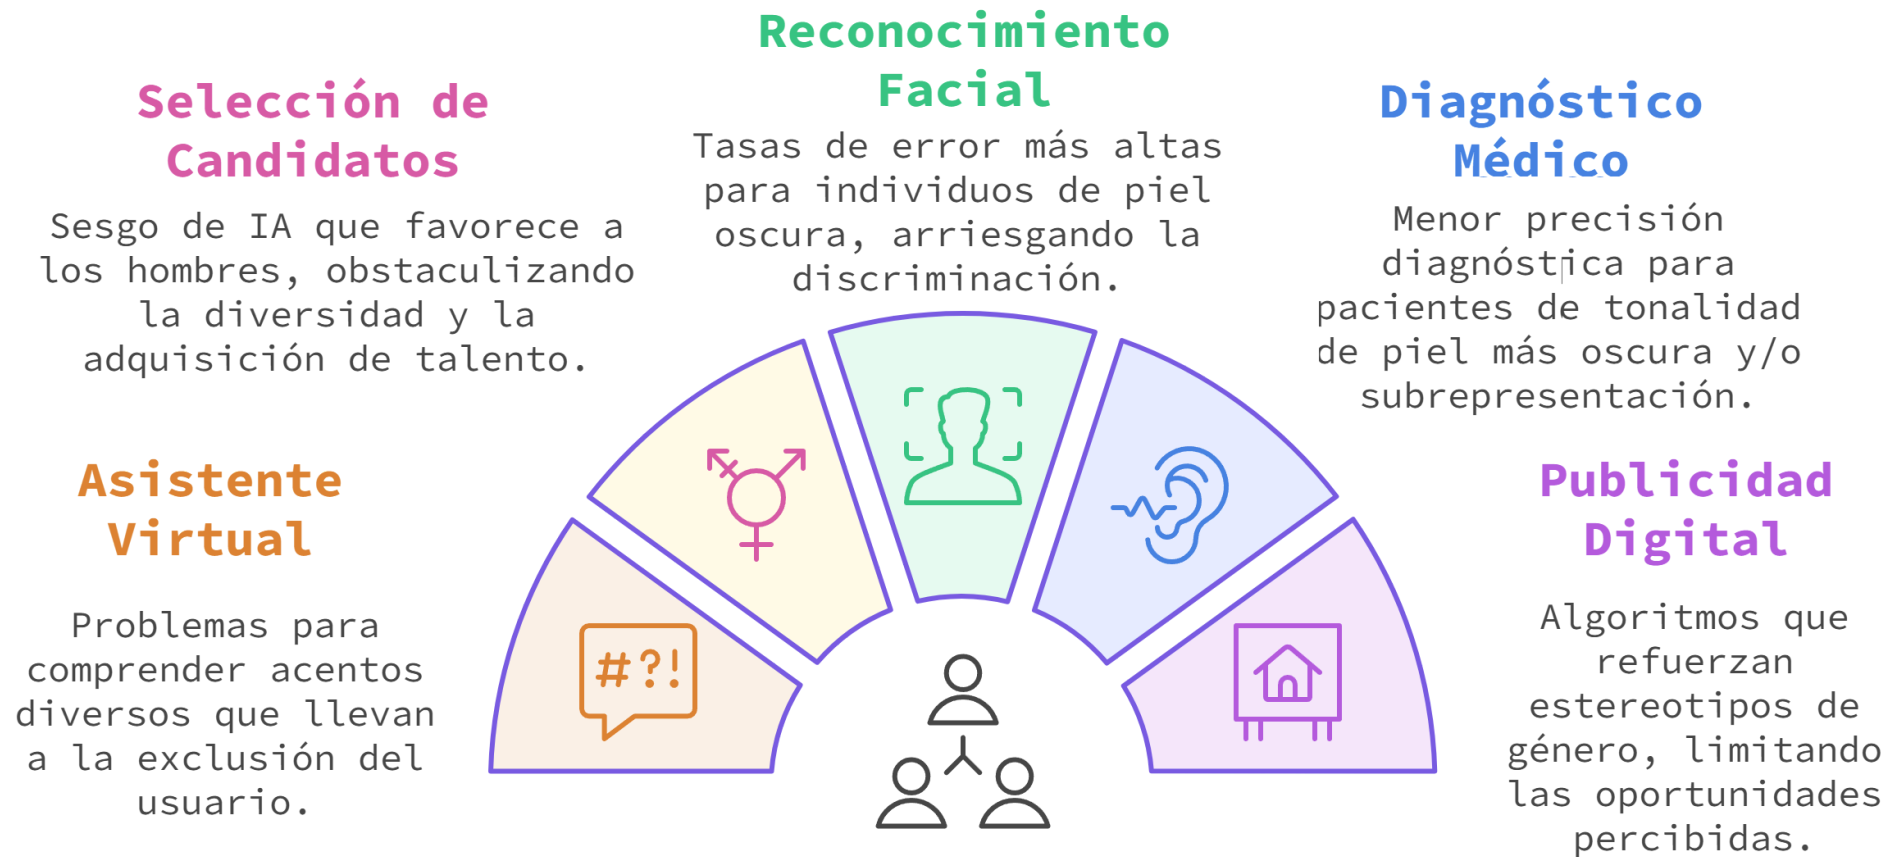 Reconocimiento
Facial
Tasas de error más altas
para individuos de piel
oscura, arriesgando la
discriminación.
Selección de
Candidatos
Sesgo de IA que favorece a
los hombres, obstaculizando
la diversidad y la
adquisición de talento.
Diagnóstico
Médico
Menor precisión
diagnóstica para
pacientes de tonalidad
de piel más oscura y/o
subrepresentación.
Asistente
Virtual
Problemas para
comprender acentos
diversos que llevan
a la exclusión del
usuario.
#?!
Publicidad
Digital
Algoritmos que
refuerzan
estereotipos de
género, limitando
las oportunidades
percibidas.